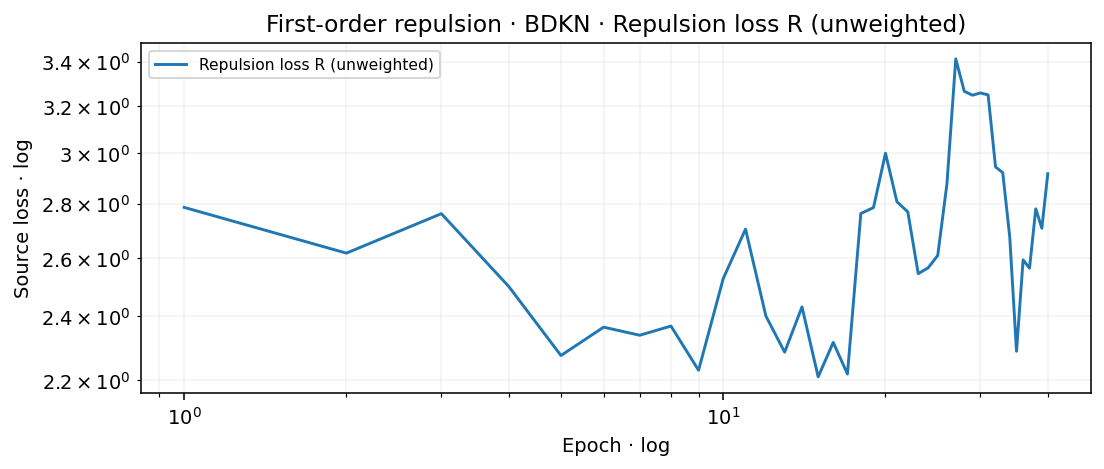 First-order repulsion · BDKN · Repulsion loss R (unweighted)
Repulsion loss R (unweighted)
Source loss · log
3.4 × 10⁰
3.2 × 10⁰
3 × 10⁰
2.8 × 10⁰
2.6 × 10⁰
2.4 × 10⁰
2.2 × 10⁰
10⁰ 10¹
Epoch · log